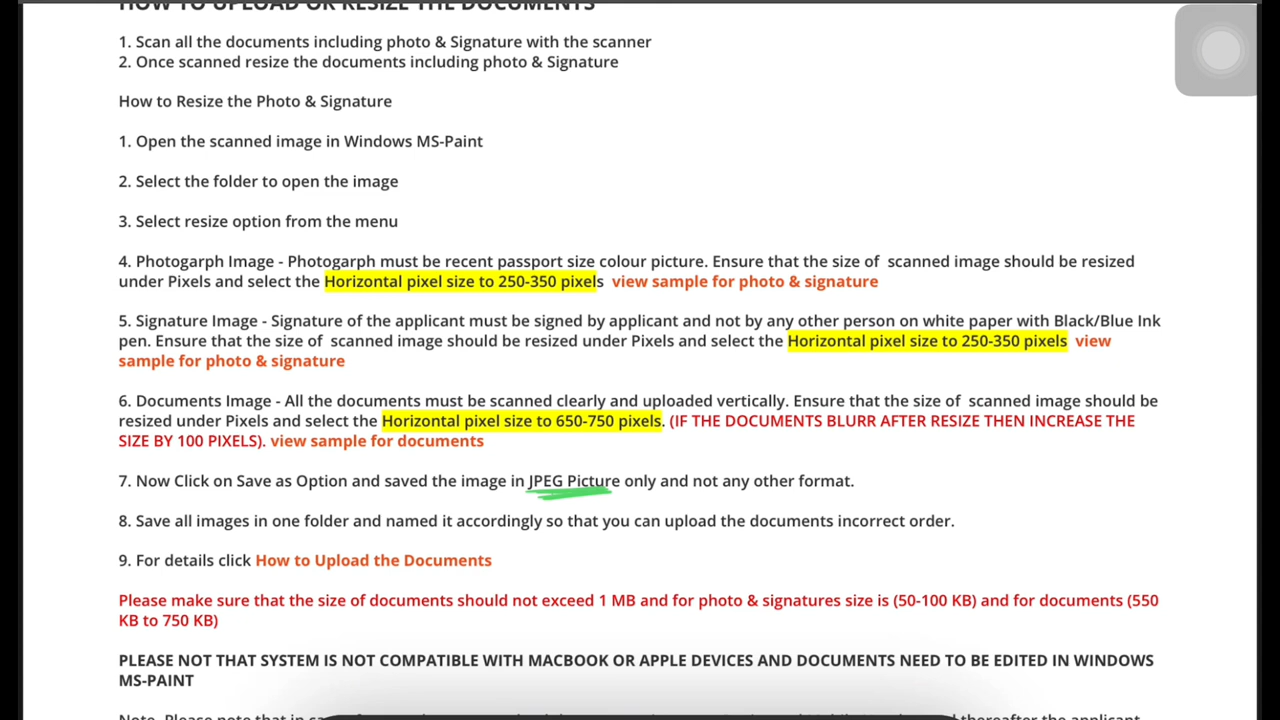 HOW TO UPLOAD OR RESIZE THE DOCUMENTS
1. Scan all the documents including photo & Signature with the scanner
2. Once scanned resize the documents including photo & Signature
How to Resize the Photo & Signature
1. Open the scanned image in Windows MS-Paint
2. Select the folder to open the image
3. Select resize option from the menu
4. Photogarph Image - Photogarph must be recent passport size colour picture. Ensure that the size of scanned image should be resized
under Pixels and select the Horizontal pixel size to 250-350 pixels view sample for photo & signature
5. Signature Image - Signature of the applicant must be signed by applicant and not by any other person on white paper with Black/Blue Ink
pen. Ensure that the size of scanned image should be resized under Pixels and select the Horizontal pixel size to 250-350 pixels view
sample for photo & signature
6. Documents Image - All the documents must be scanned clearly and uploaded vertically. Ensure that the size of scanned image should be
resized under Pixels and select the Horizontal pixel size to 650-750 pixels. (IF THE DOCUMENTS BLURR AFTER RESIZE THEN INCREASE THE
SIZE BY 100 PIXELS). view sample for documents
7. Now Click on Save as Option and saved the image in JPEG Picture only and not any other format.
8. Save all images in one folder and named it accordingly so that you can upload the documents incorrect order.
9. For details click How to Upload the Documents
Please make sure that the size of documents should not exceed 1 MB and for photo & signatures size is (50-100 KB) and for documents (550
KB to 750 KB)
PLEASE NOT THAT SYSTEM IS NOT COMPATIBLE WITH MACBOOK OR APPLE DEVICES AND DOCUMENTS NEED TO BE EDITED IN WINDOWS
MS-PAINT
Note. Please note that in thereafter the applicant